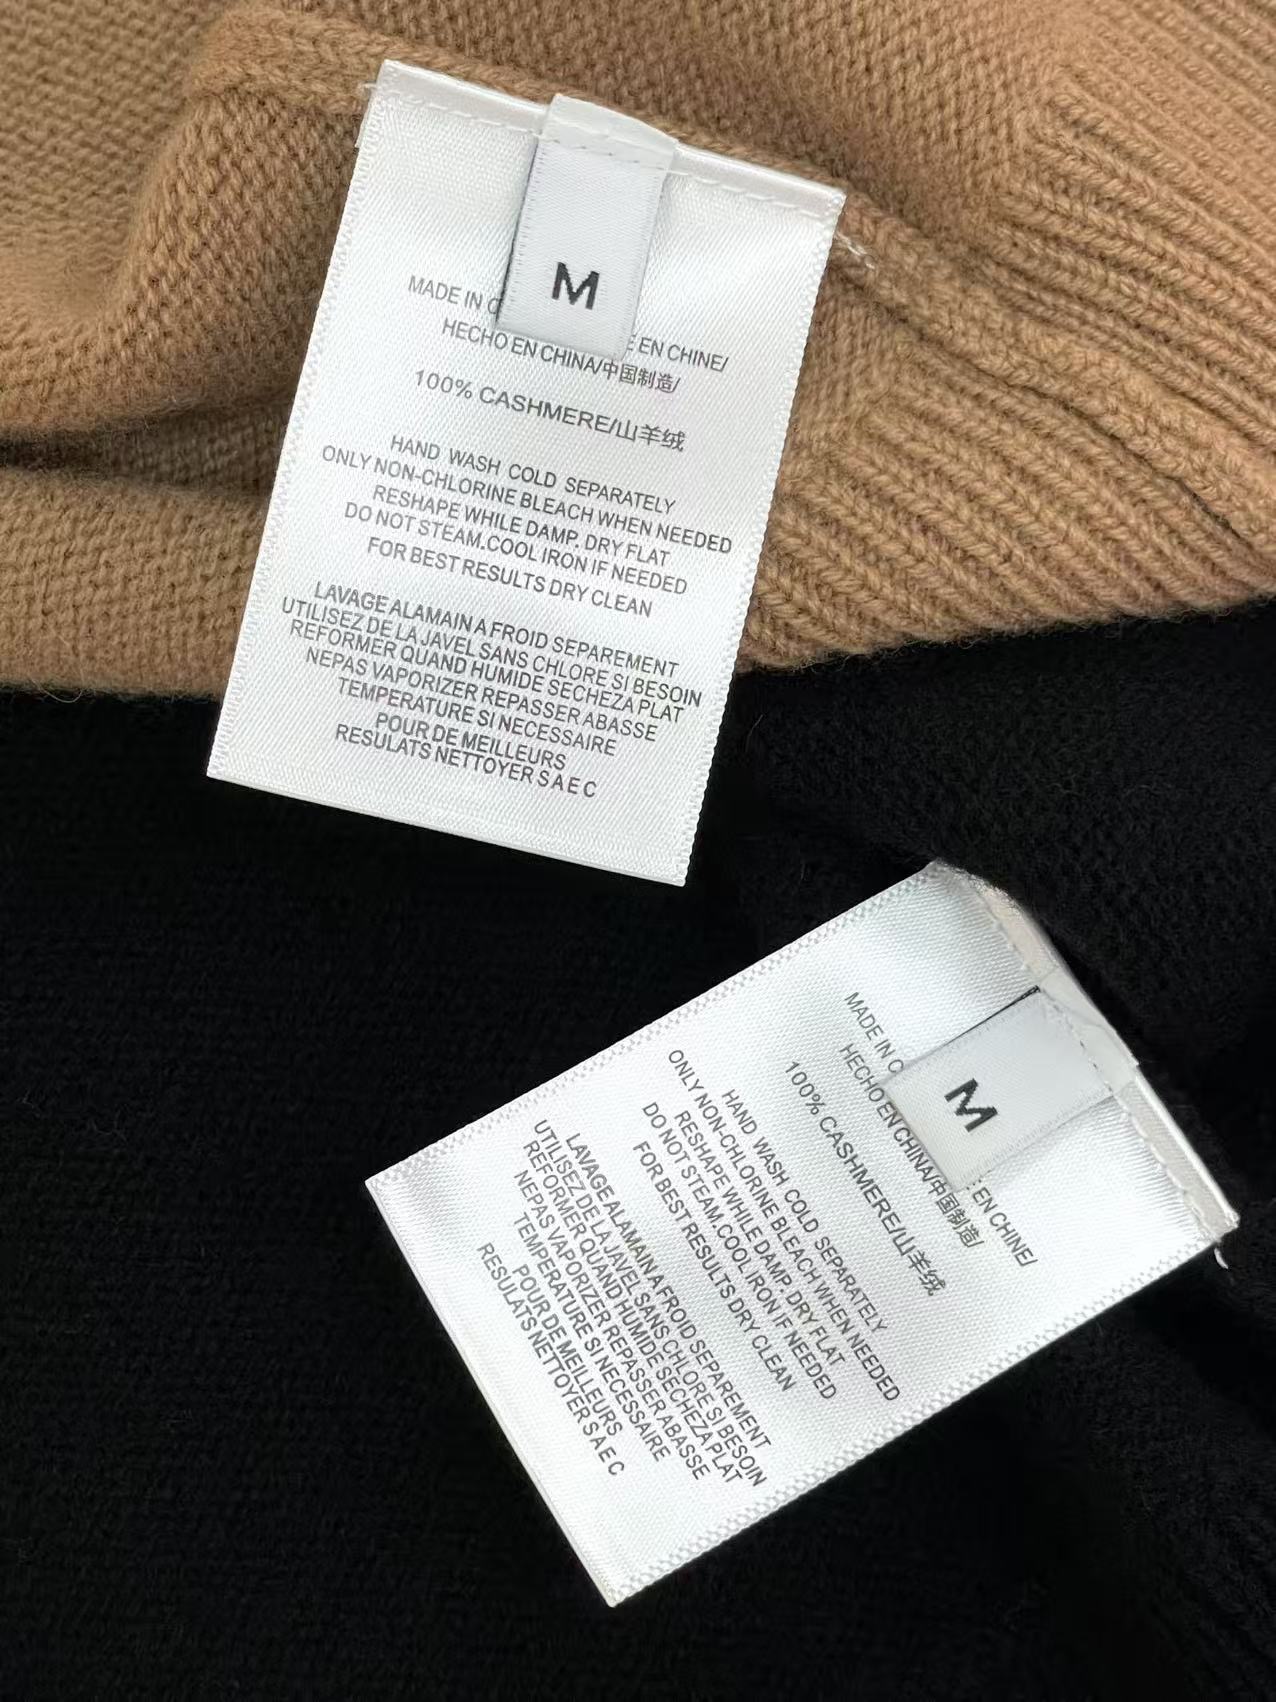 M
MADE IN
EN CHINE/
HECHO EN CHINA/中国制造/
100% CASHMERE/山羊绒
HAND WASH COLD SEPARATELY
ONLY NON-CHLORINE BLEACH WHEN NEEDED
RESHAPE WHILE DAMP. DRY FLAT
DO NOT STEAM.COOL IRON IF NEEDED
FOR BEST RESULTS DRY CLEAN
LAVAGE ALAMAIN A FROID SEPAREMENT
UTILISEZ DE LA JAVEL SANS CHLORE SI BESOIN
REFORMER QUAND HUMIDE SECHEZA PLAT
NEPAS VAPORIZER REPASSER ABASSE
TEMPERATURE SI NECESSAIRE
POUR DE MEILLEURS
RESULATS NETTOYER S A E C
M
MADE IN
EN CHINE/
HECHO EN CHINA/中国制造/
100% CASHMERE/山羊绒
HAND WASH COLD SEPARATELY
ONLY NON-CHLORINE BLEACH WHEN NEEDED
RESHAPE WHILE DAMP. DRY FLAT
DO NOT STEAM.COOL IRON IF NEEDED
FOR BEST RESULTS DRY CLEAN
LAVAGE ALAMAIN A FROID SEPAREMENT
UTILISEZ DE LA JAVEL SANS CHLORE SI BESOIN
REFORMER QUAND HUMIDE SECHEZA PLAT
NEPAS VAPORIZER REPASSER ABASSE
TEMPERATURE SI NECESSAIRE
POUR DE MEILLEURS
RESULATS NETTOYER S A E C